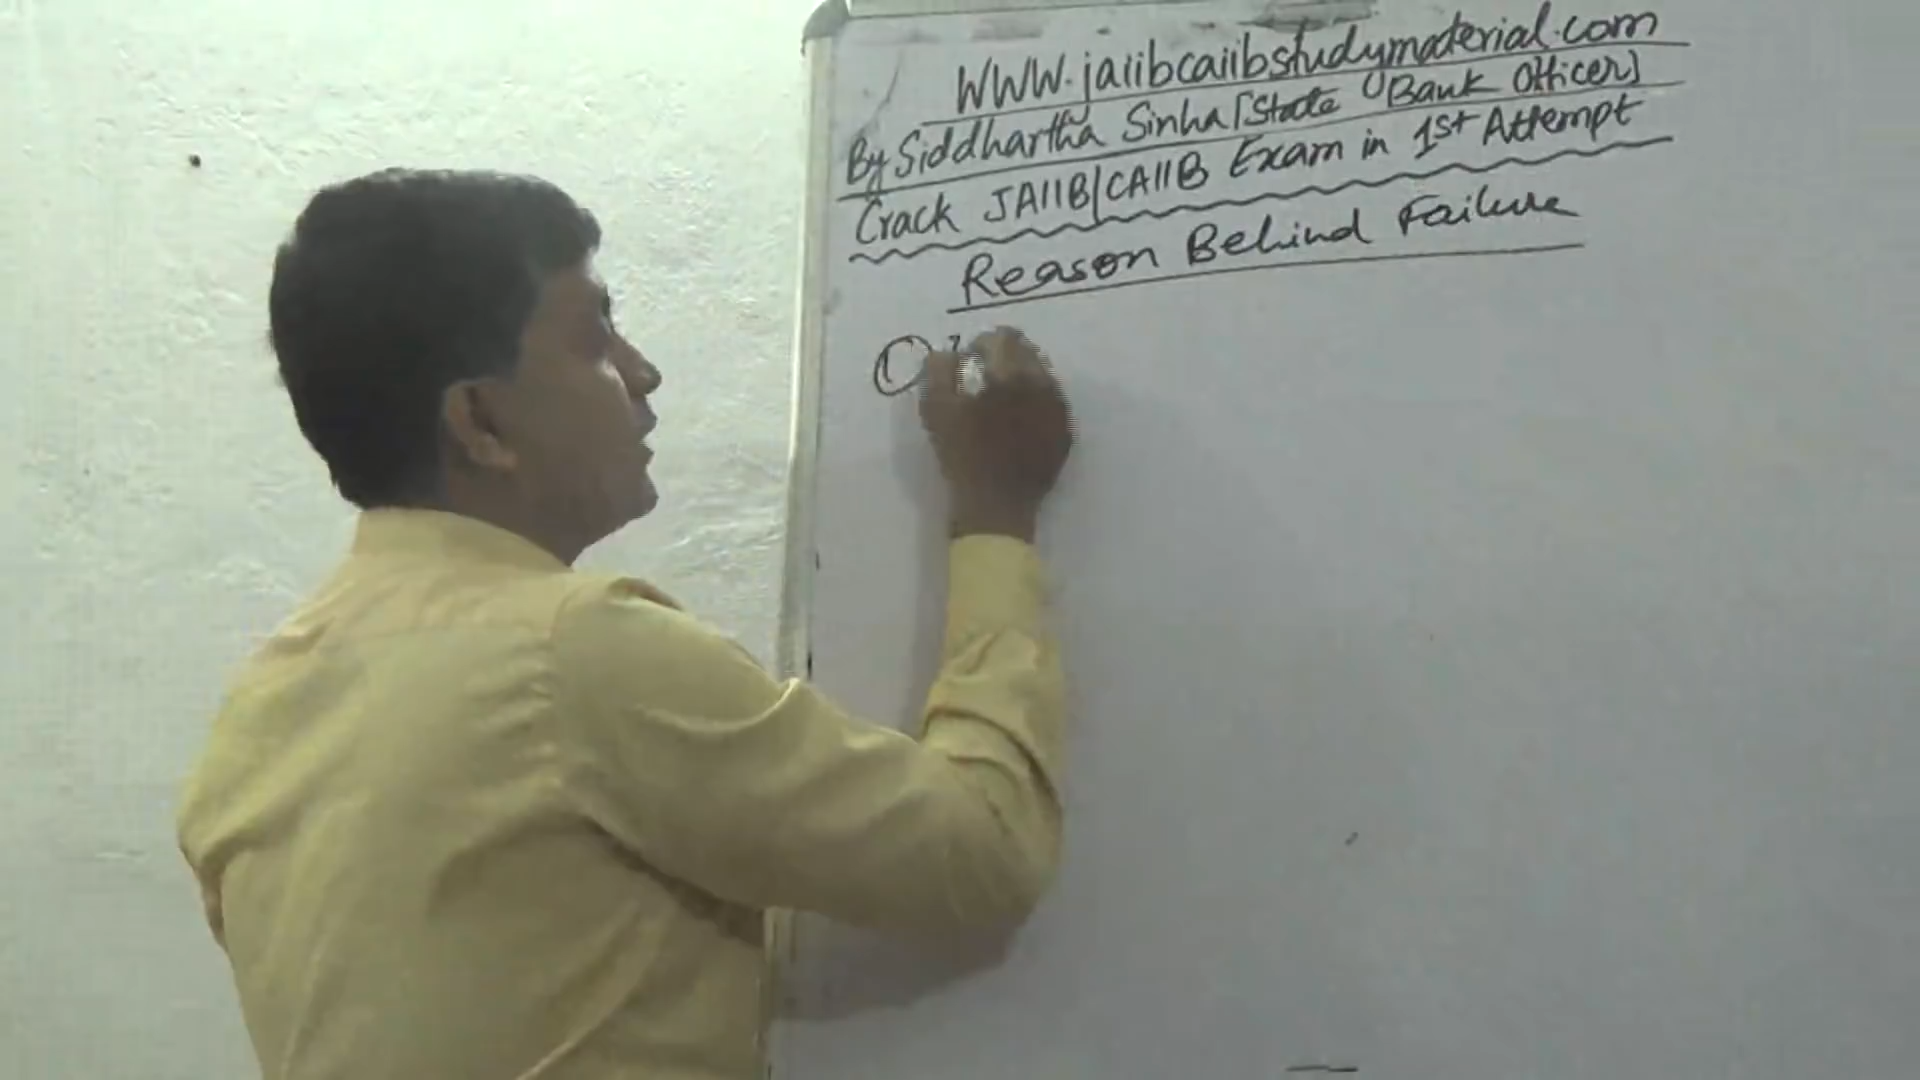 WWW.jaiibcaiibstudymaterial.com
By Siddhartha Sinha [State Bank Officer]
Crack JAIIB/CAIIB Exam in 1st Attempt
Reason Behind Failure
①